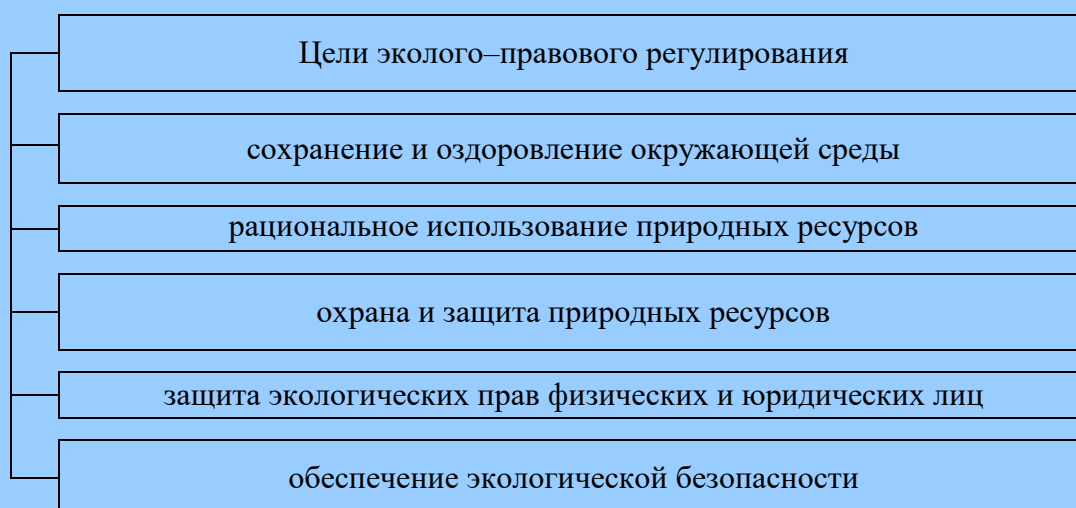 Цели эколого–правового регулирования
сохранение и оздоровление окружающей среды
рациональное использование природных ресурсов
охрана и защита природных ресурсов
защита экологических прав физических и юридических лиц
обеспечение экологической безопасности